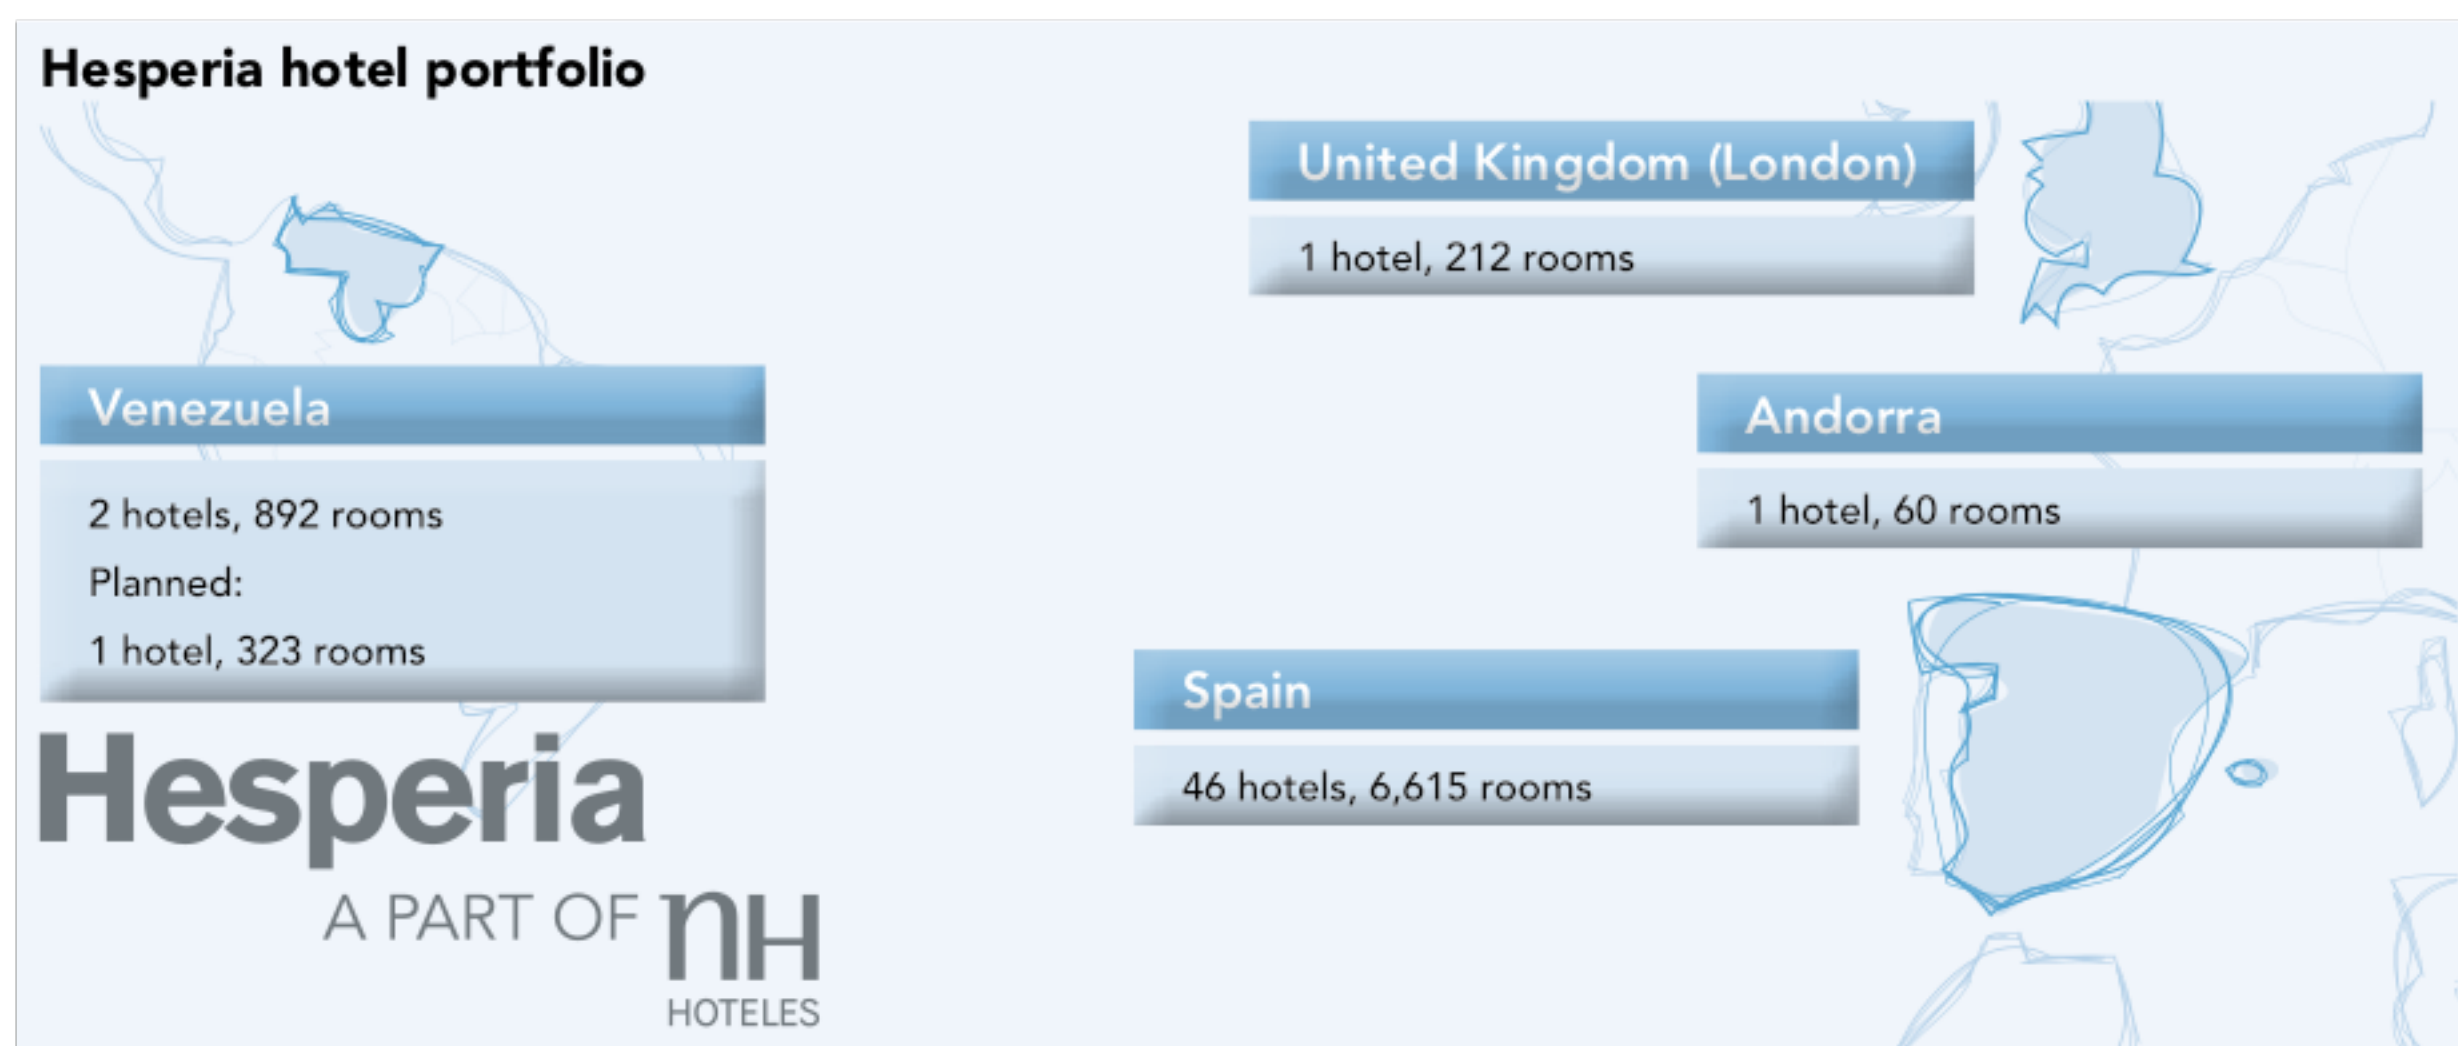 Hesperia hotel portfolio
United Kingdom (London)
1 hotel, 212 rooms
Venezuela
2 hotels, 892 rooms
Planned:
1 hotel, 323 rooms
Andorra
1 hotel, 60 rooms
Spain
46 hotels, 6,615 rooms
Hesperia
A PART OF nH
HOTELES